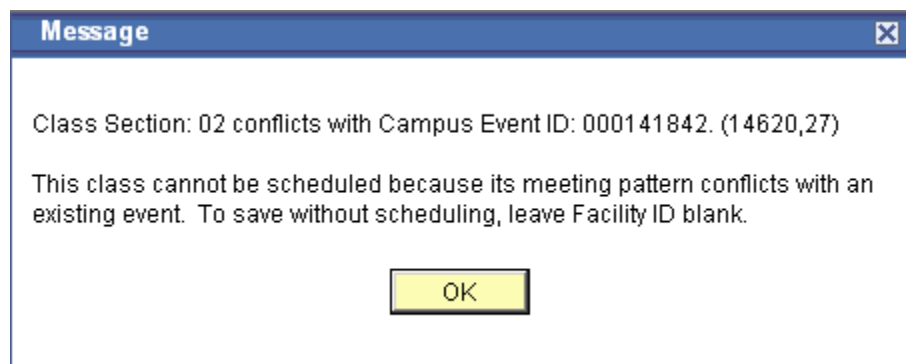 Message
Class Section: 02 conflicts with Campus Event ID: 000141842. (14620,27)
This class cannot be scheduled because its meeting pattern conflicts with an
existing event.  To save without scheduling, leave Facility ID blank.
OK